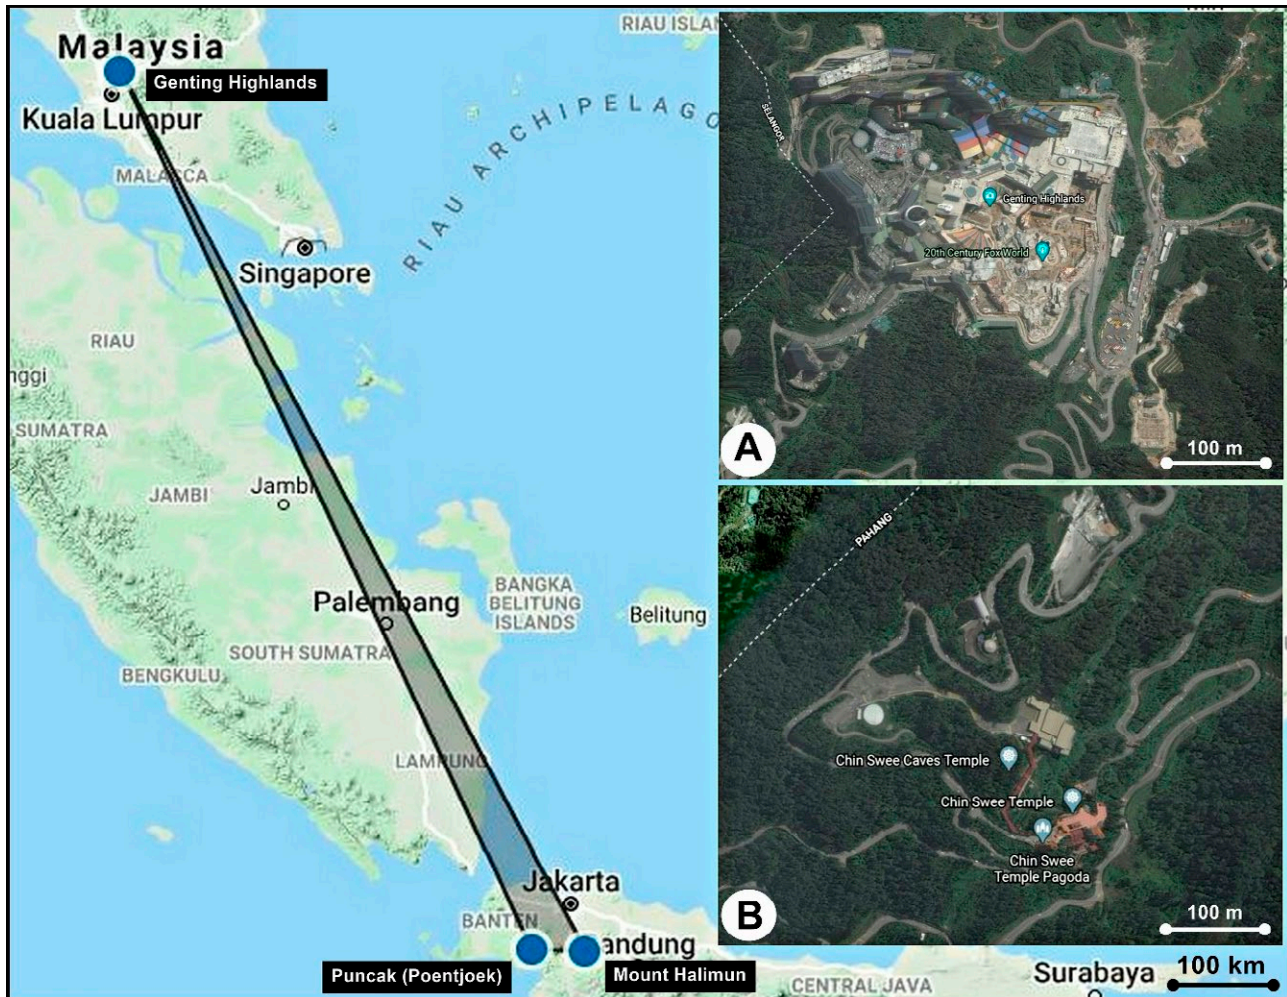 RIAU ISLAN
Malaysia
Genting Highlands
Kuala Lumpur
MALACCA
RIAU ARCHIPELAGO
Singapore
RIAU
nggi
SUMATRA
JAMBI
Jambi
BANGKA
BELITUNG
ISLANDS
Belitung
Palembang
SOUTH SUMATRA
BENGKULU
LAMPUNG
Jakarta
BANTEN
andung
Puncak (Poentjoek)
Mount Halimun
CENTRAL JAVA
Surabaya
100 km
SELANGOR
Genting Highlands
20th Century Fox World
A
100 m
PAHANG
Chin Swee Caves Temple
Chin Swee Temple
Chin Swee
Temple Pagoda
B
100 m